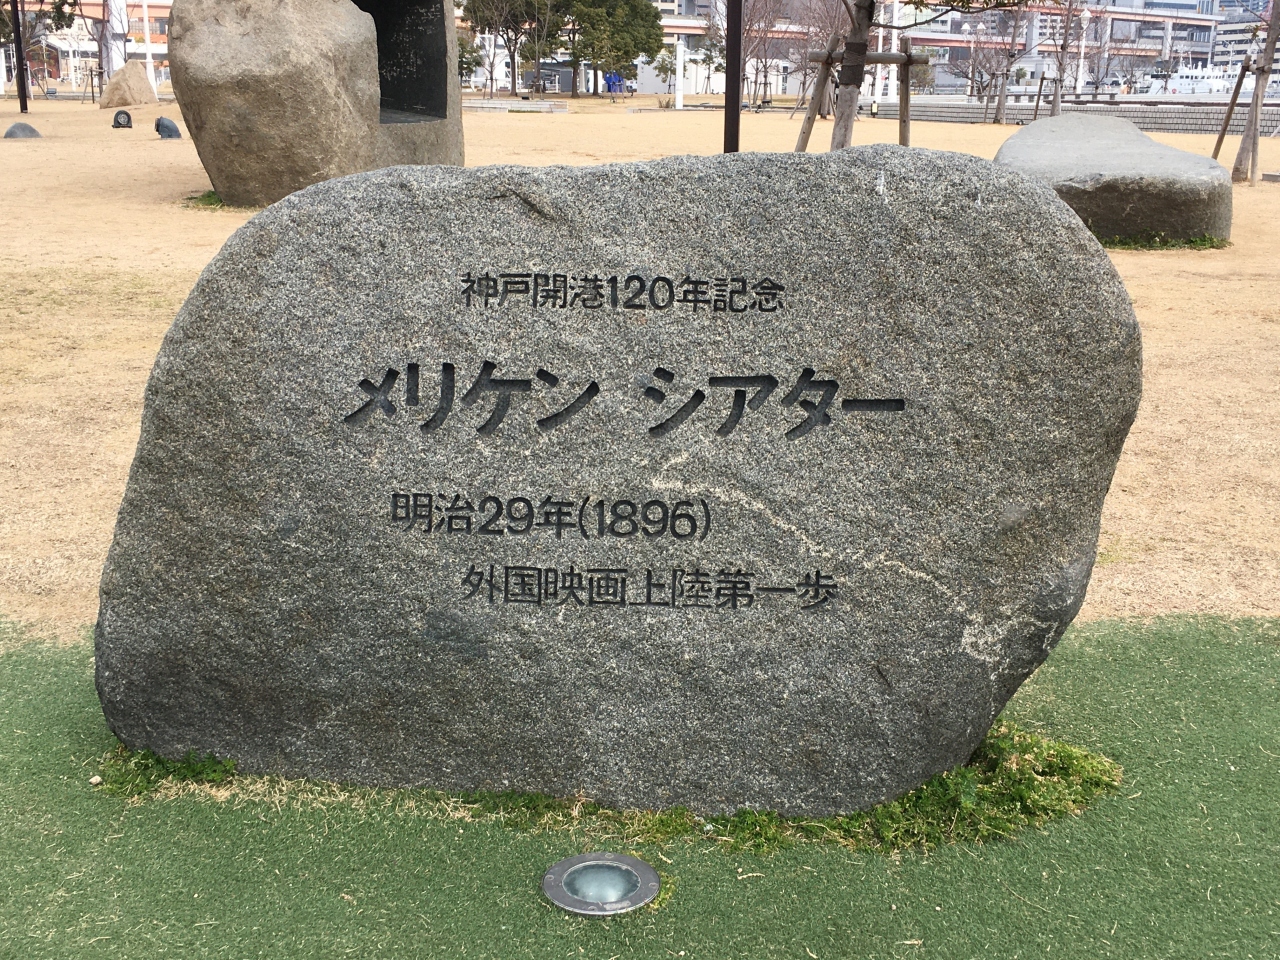 神戸開港120年記念
メリケン シアター
明治29年(1896)
外国映画上陸第一歩